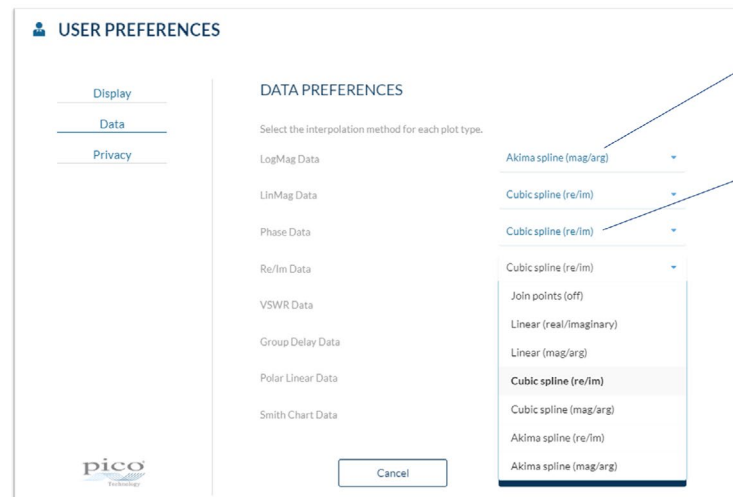 USER PREFERENCES
Display
Data
Privacy
DATA PREFERENCES
Select the interpolation method for each plot type.
LogMag Data
Akima spline (mag/arg)
LinMag Data
Cubic spline (re/im)
Phase Data
Cubic spline (re/im)
Re/Im Data
Cubic spline (re/im)
Join points (off)
VSWR Data
Linear (real/imaginary)
Group Delay Data
Linear (mag/arg)
Polar Linear Data
Cubic spline (re/im)
Smith Chart Data
Cubic spline (mag/arg)
Akima spline (re/im)
Akima spline (mag/arg)
pico
Technology
Cancel